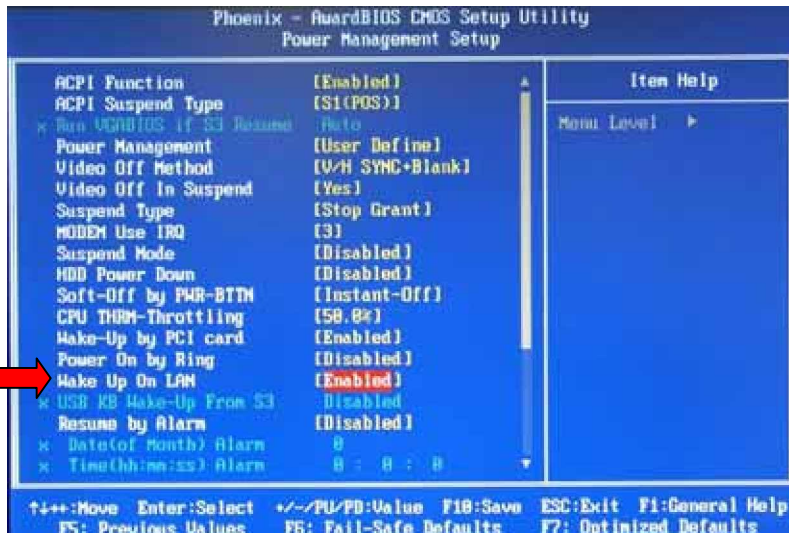 Phoenix - AwardBIOS CMOS Setup Utility
Power Management Setup
ACPI Function [Enabled]
ACPI Suspend Type [S1(POS)]
x Run VGABIOS if S3 Resume Auto
Power Management [User Define]
Video Off Method [V/H SYNC+Blank]
Video Off In Suspend [Yes]
Suspend Type [Stop Grant]
MODEM Use IRQ [3]
Suspend Mode [Disabled]
HDD Power Down [Disabled]
Soft-Off by PWR-BTTN [Instant-Off]
CPU THRM-Throttling [50.0%]
Wake-Up by PCI card [Enabled]
Power On by Ring [Disabled]
Wake Up On LAN [Enabled]
x USB KB Wake-Up From S3 Disabled
Resume by Alarm [Disabled]
x Date(of Month) Alarm 0
x Time(hh:mm:ss) Alarm 0 : 0 : 0
Item Help
Menu Level ▶
↑↓→←:Move Enter:Select +/-/PU/PD:Value F10:Save ESC:Exit F1:General Help
F5: Previous Values F6: Fail-Safe Defaults F7: Optimized Defaults